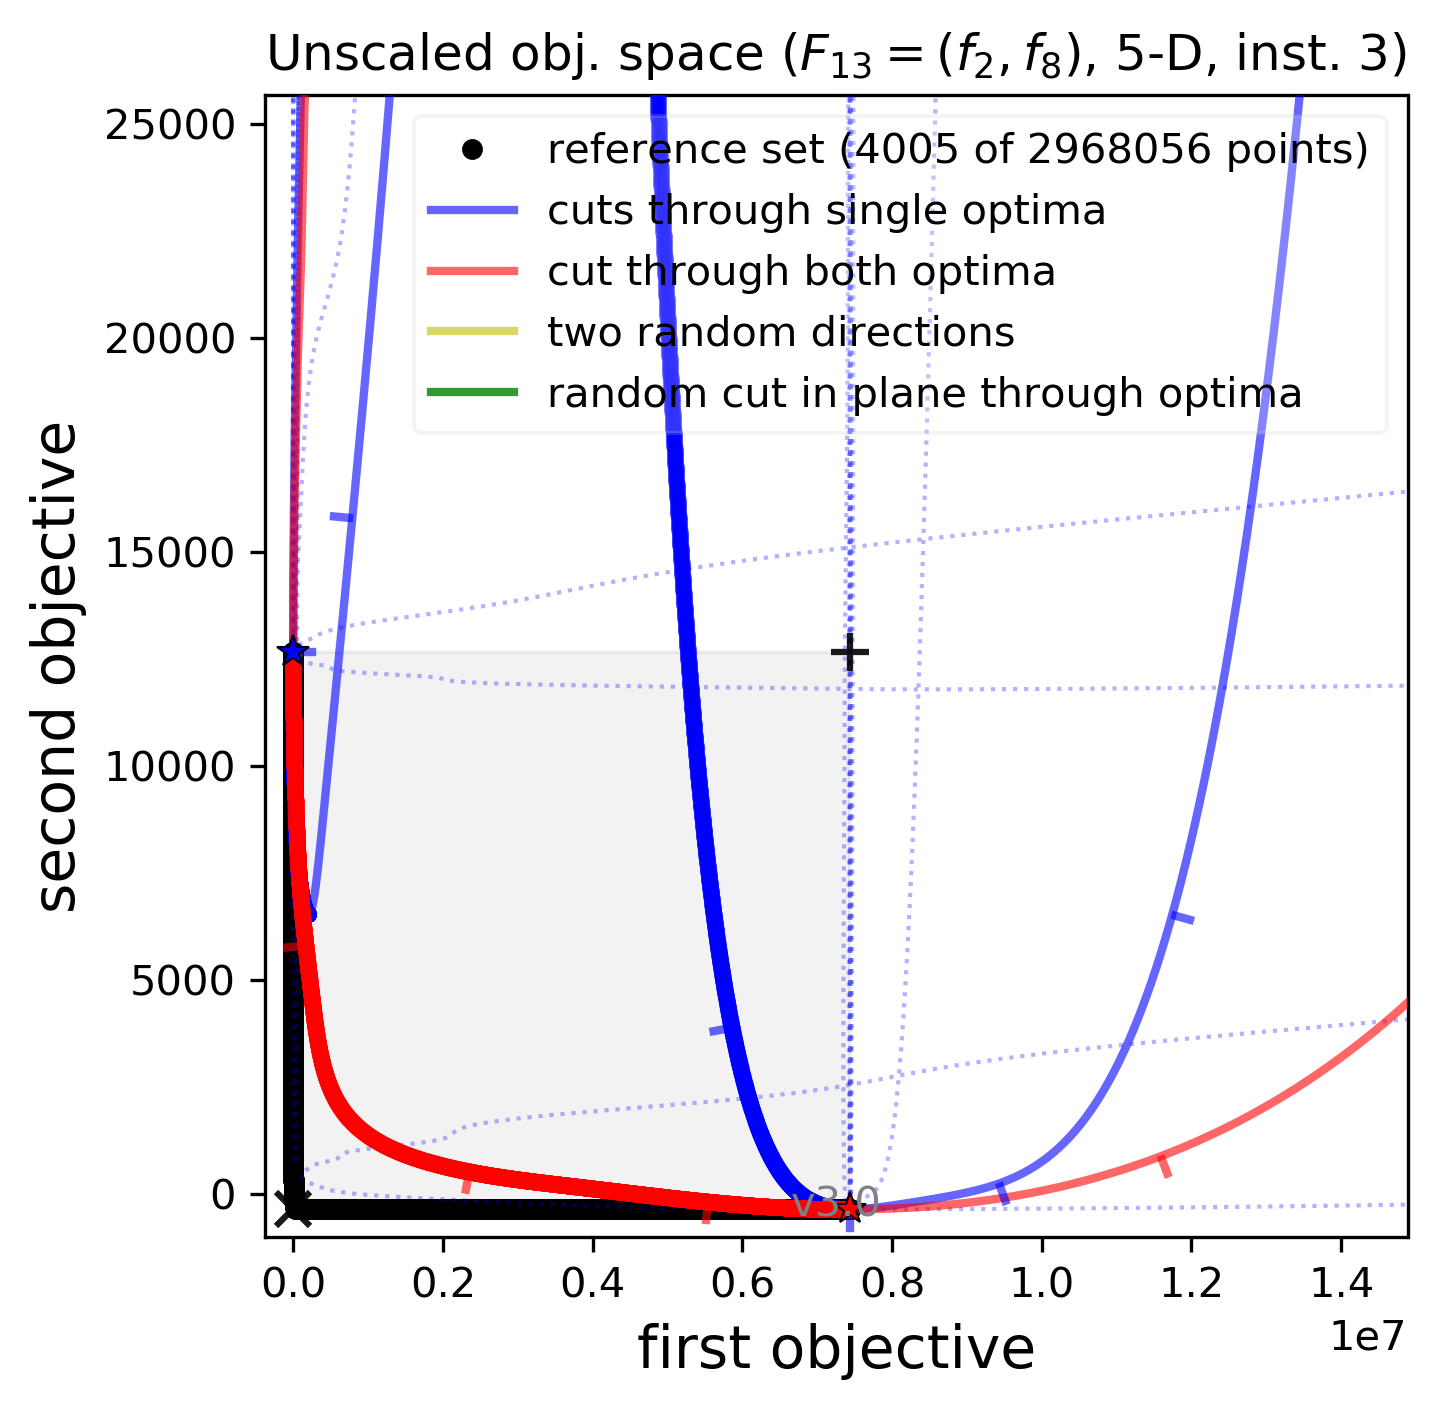 Unscaled obj. space (F₁₃ = (f₂, f₈), 5-D, inst. 3)
reference set (4005 of 2968056 points)
cuts through single optima
cut through both optima
two random directions
random cut in plane through optima
25000
20000
15000
10000
5000
0
second objective
v3.0
0.0 0.2 0.4 0.6 0.8 1.0 1.2 1.4
1e7
first objective